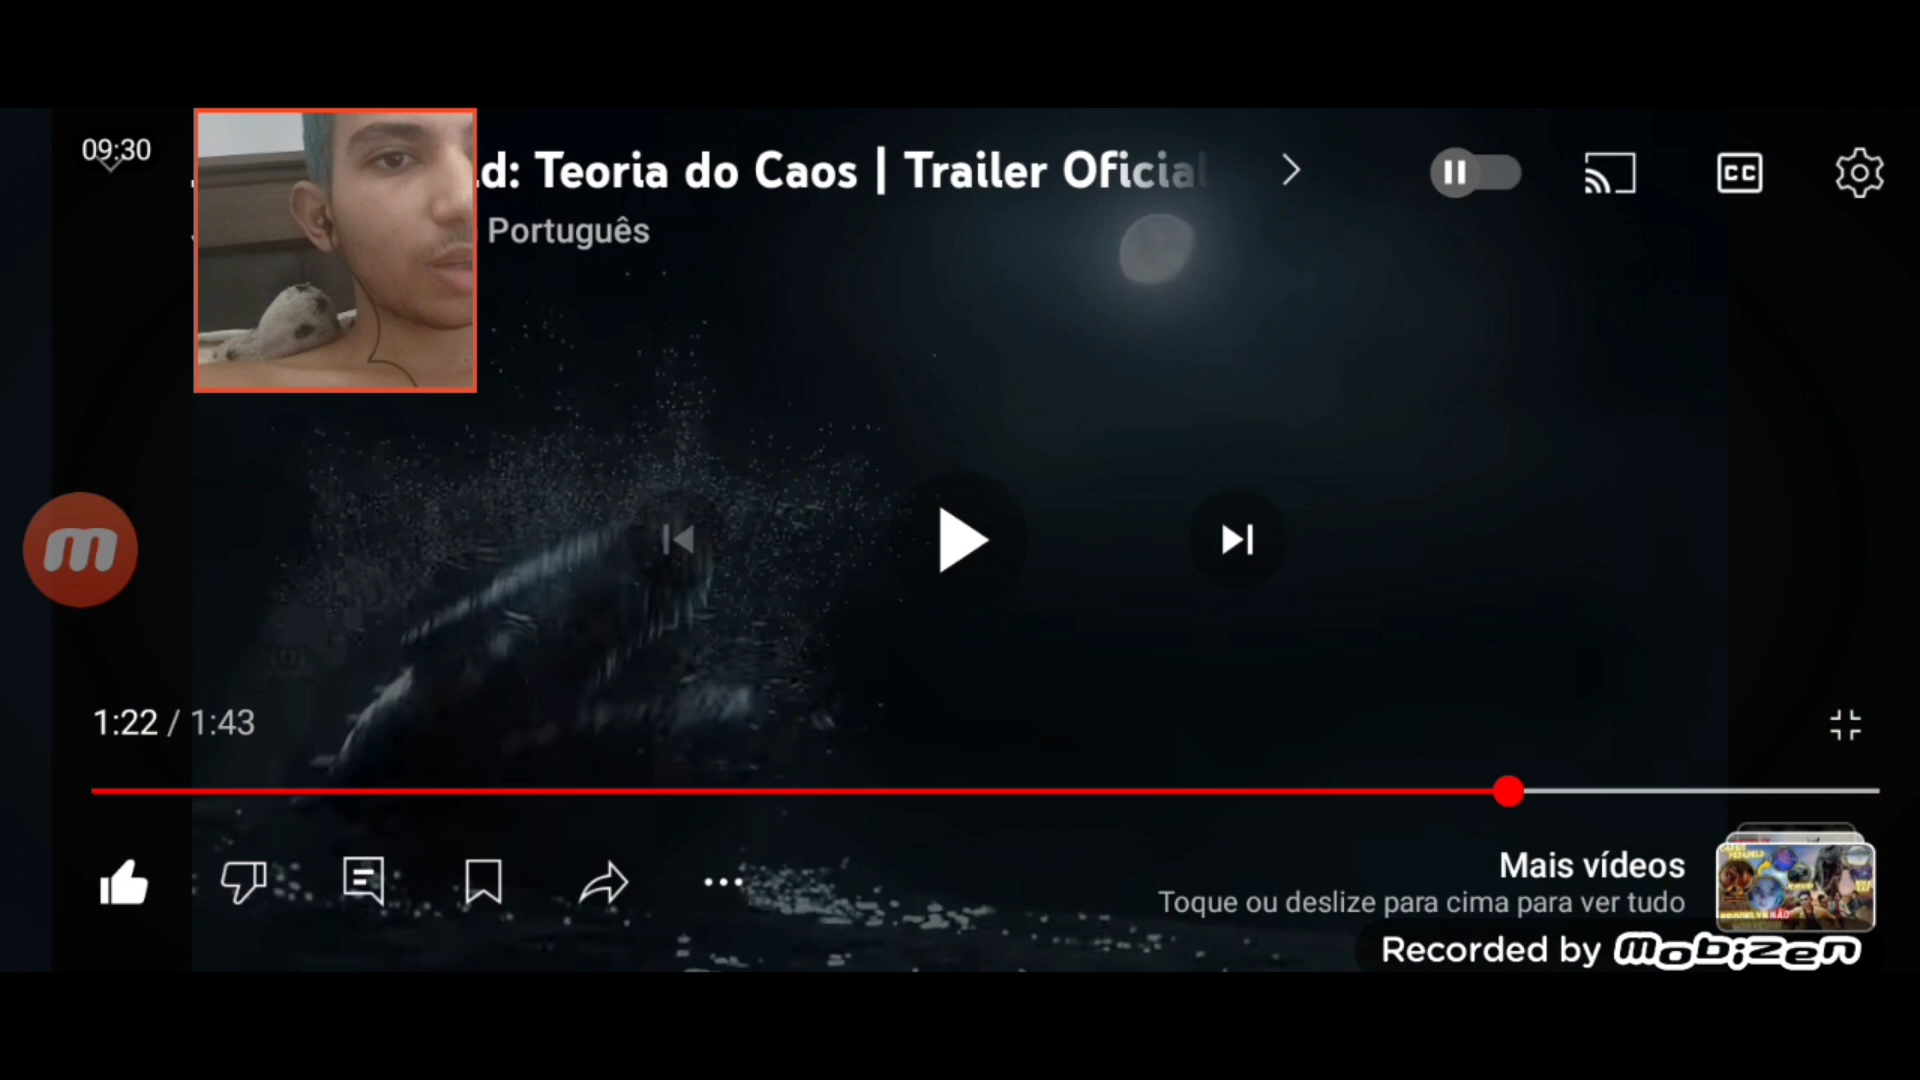 09:30
d: Teoria do Caos | Trailer Oficial
Português
CC
1:22 / 1:43
Mais vídeos
Toque ou deslize para cima para ver tudo
Recorded by mobizen